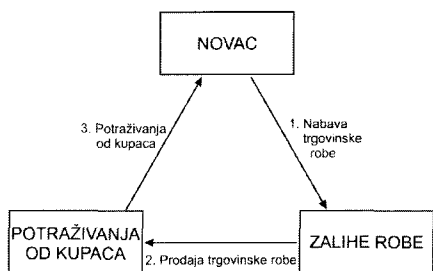 NOVAC
3. Potraživanja
od kupaca
1. Nabava
trgovinske
robe
POTRAŽIVANJA
OD KUPACA
2. Prodaja trgovinske robe
ZALIHE ROBE